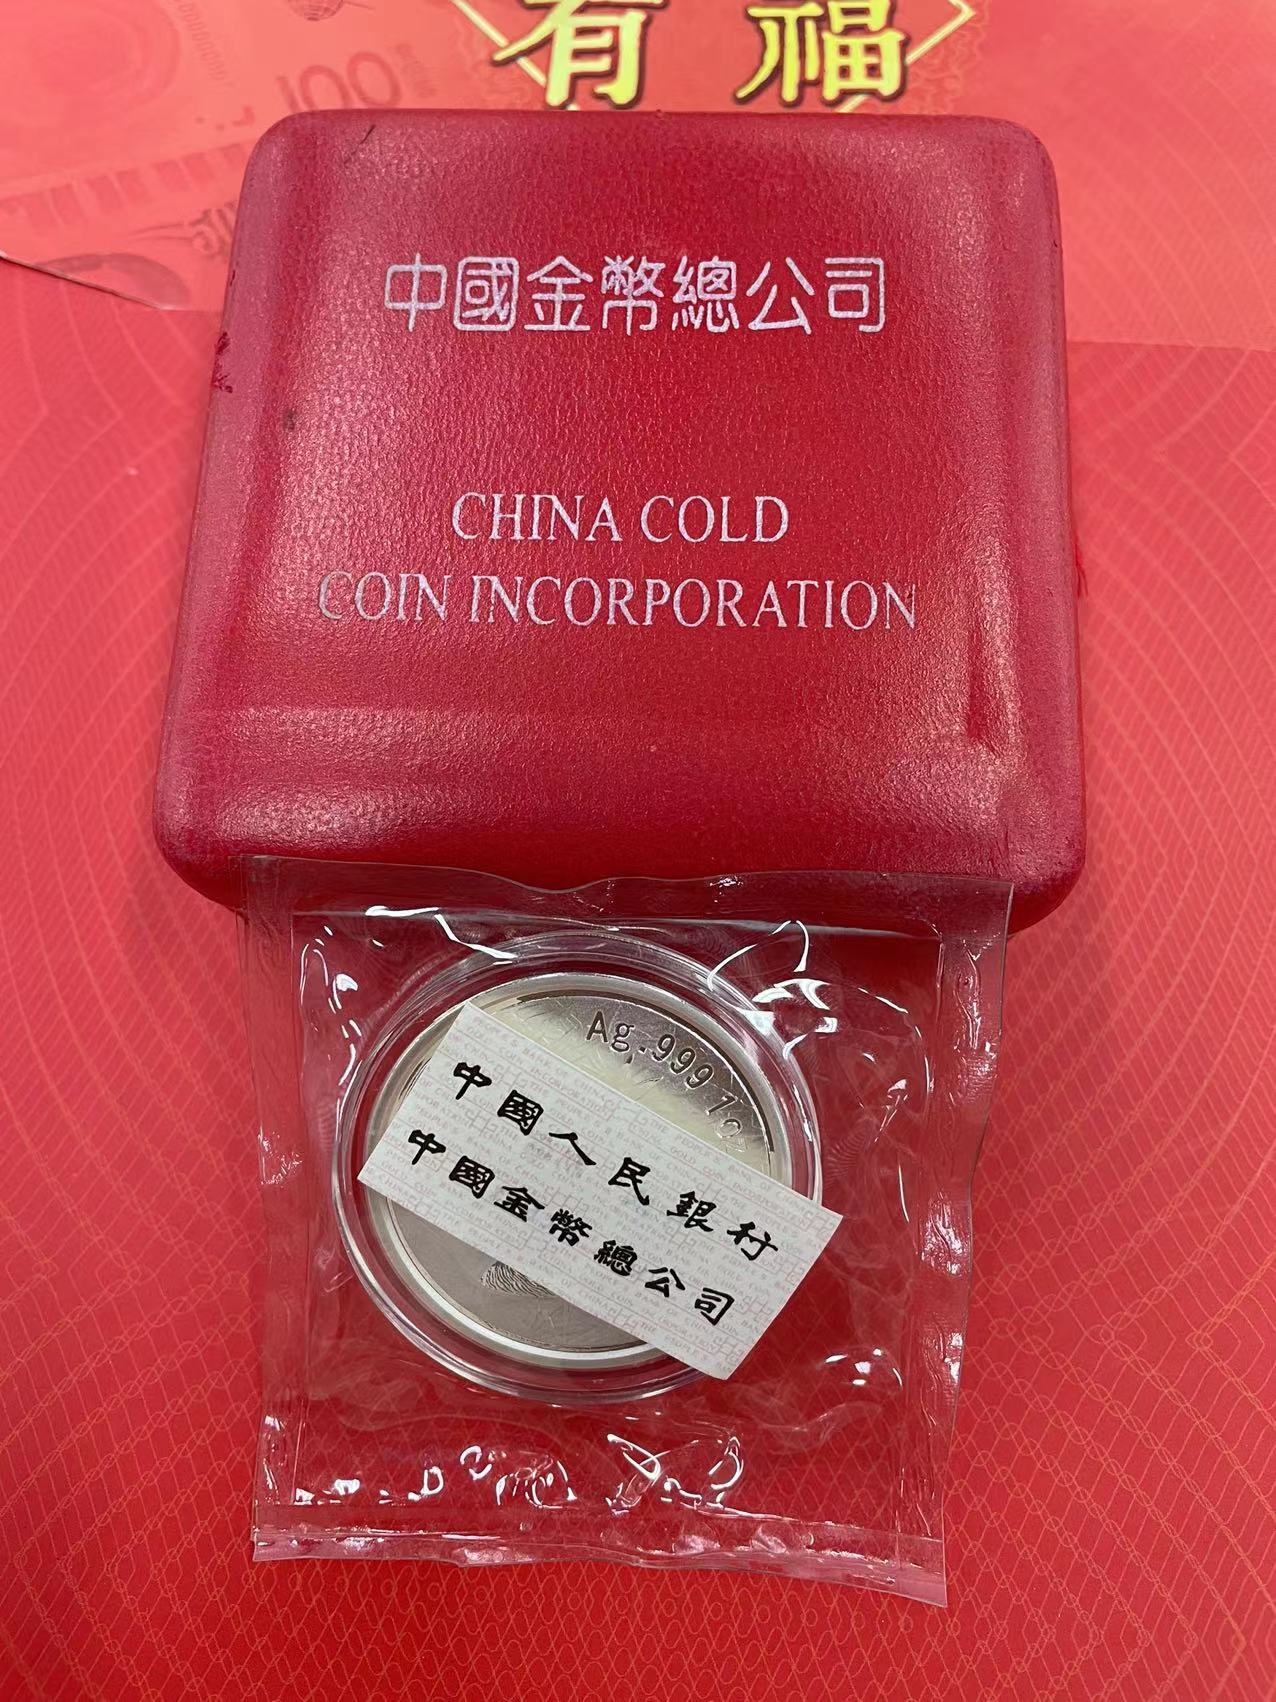 有福
100
中國金幣總公司
CHINA COLD
COIN INCORPORATION
Ag.999 1o
中國人民銀行
中國金幣總公司